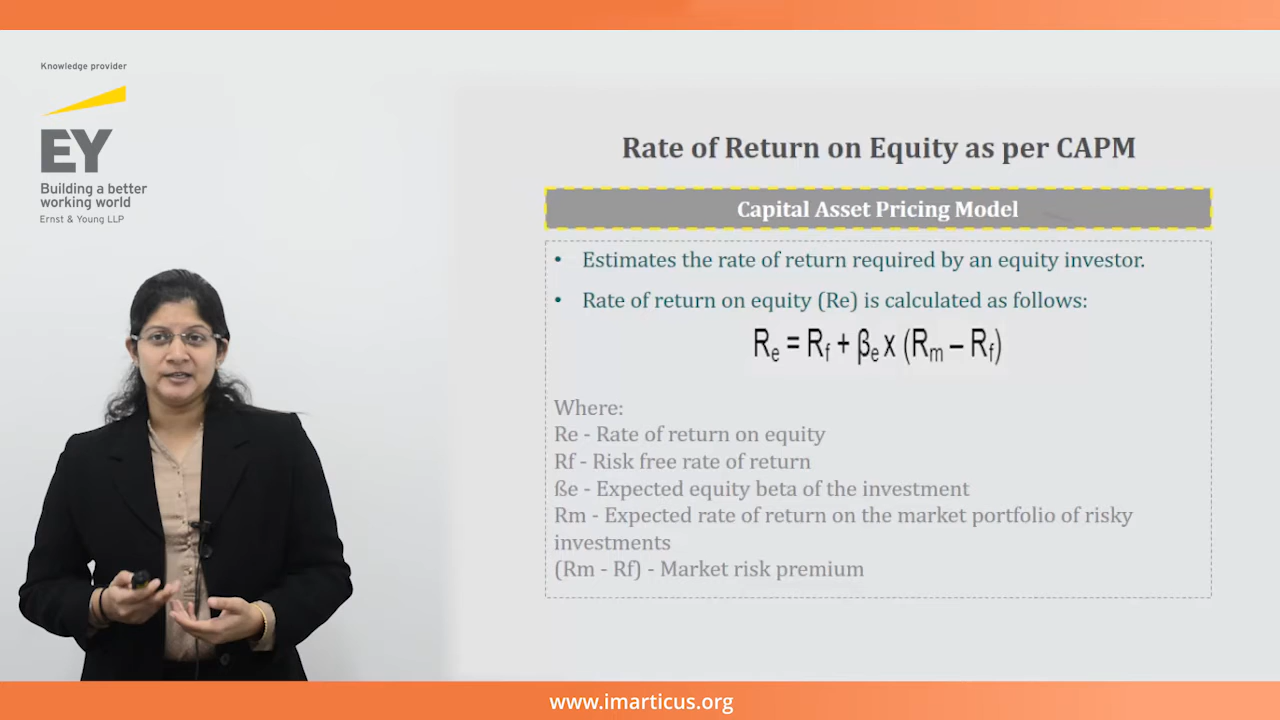 Knowledge provider
EY
Building a better
working world
Ernst & Young LLP
Rate of Return on Equity as per CAPM
Capital Asset Pricing Model
• Estimates the rate of return required by an equity investor.
• Rate of return on equity (Re) is calculated as follows:
Rₑ = R_f + βₑ x (Rₘ – R_f)
Where:
Re - Rate of return on equity
Rf - Risk free rate of return
ße - Expected equity beta of the investment
Rm - Expected rate of return on the market portfolio of risky
investments
(Rm - Rf) - Market risk premium
www.imarticus.org